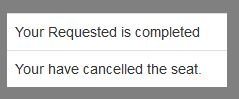 Your Requested is completed
Your have cancelled the seat.